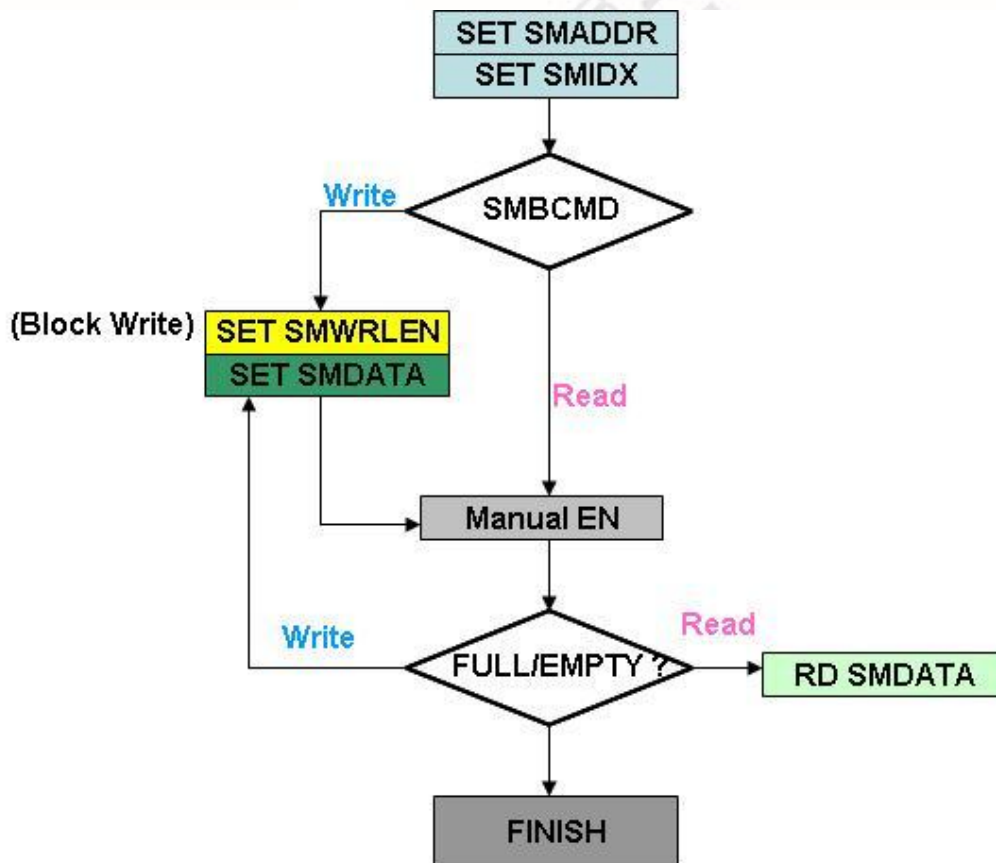 SET SMADDR
SET SMIDX
Write
SMBCMD
(Block Write)
SET SMWRLEN
SET SMDATA
Read
Manual EN
Write
FULL/EMPTY ?
Read
RD SMDATA
FINISH